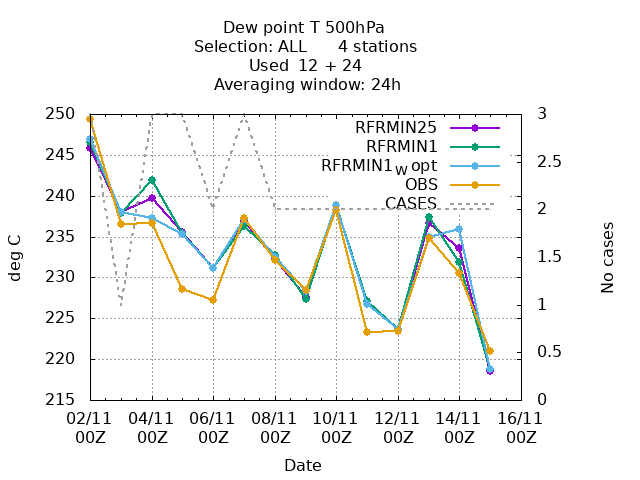 Dew point T 500hPa
Selection: ALL      4 stations
Used  12 + 24
Averaging window: 24h
250
245
240
235
230
225
220
215
deg C
3
2.5
2
1.5
1
0.5
0
No cases
RFRMIN25
RFRMIN1
RFRMIN1w opt
OBS
CASES
02/11 04/11 06/11 08/11 10/11 12/11 14/11 16/11
00Z 00Z 00Z 00Z 00Z 00Z 00Z 00Z
Date